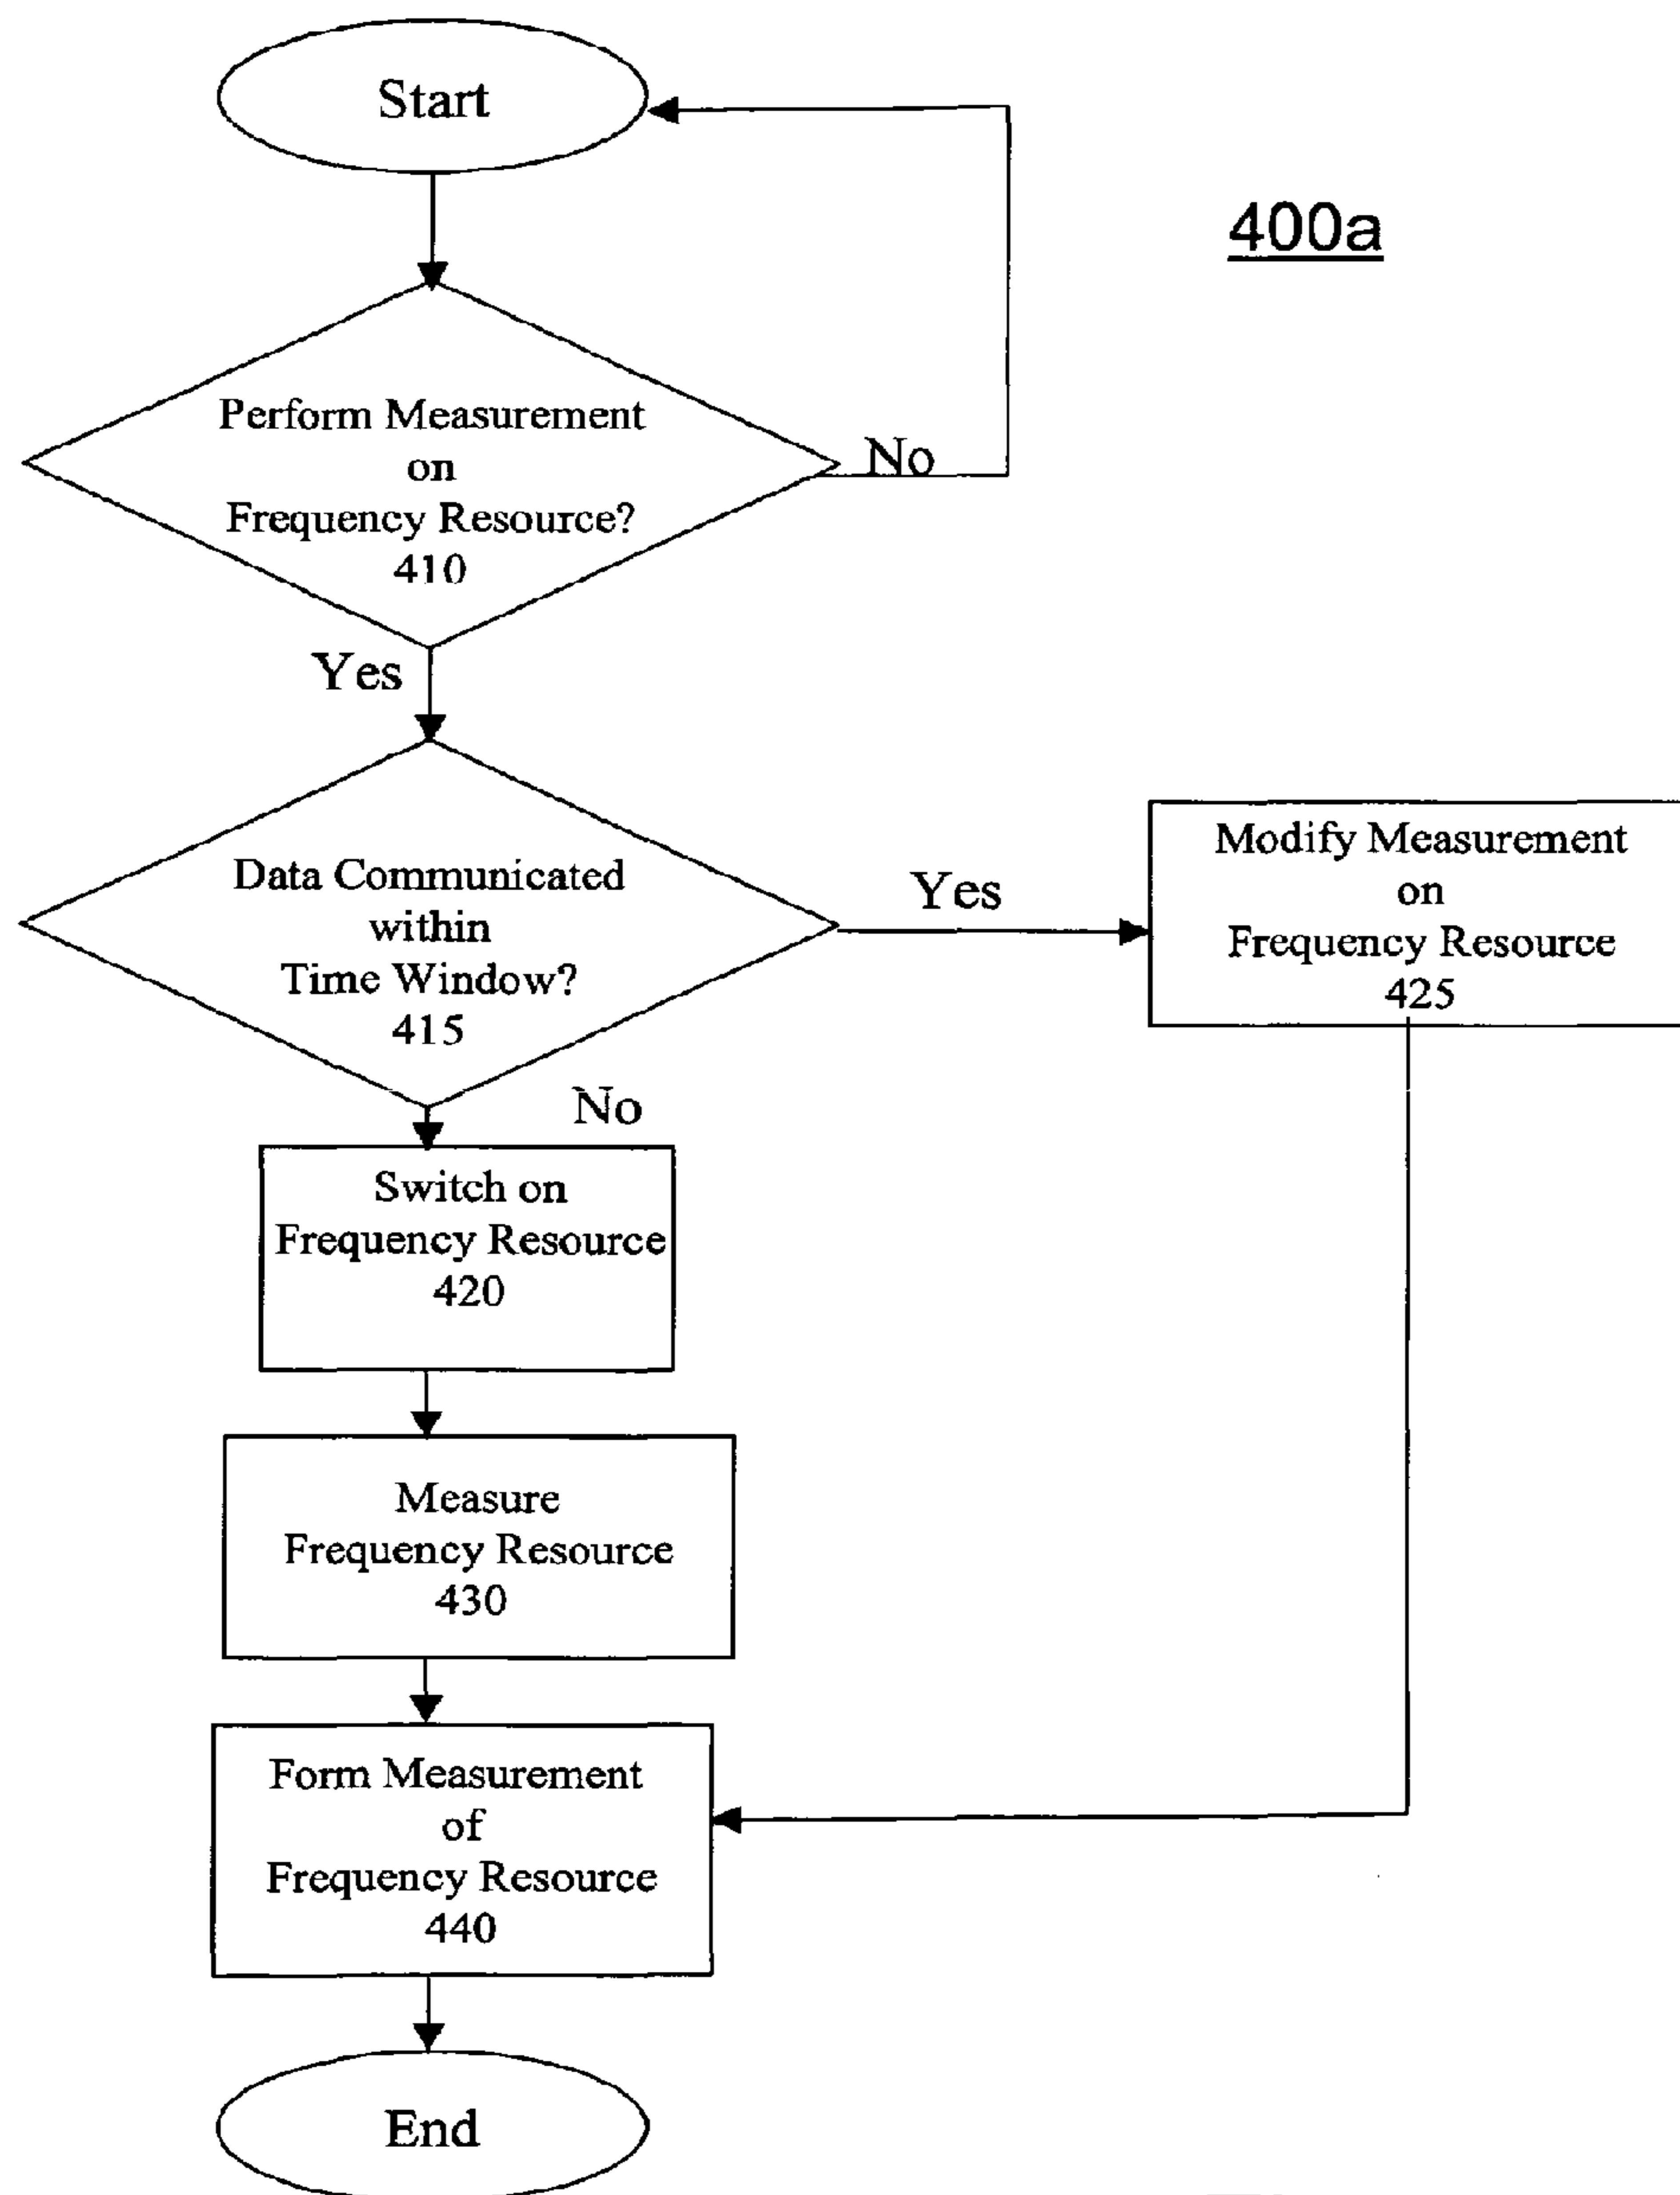 Start
400a
Perform Measurement
on
Frequency Resource?
410
No
Yes
Data Communicated
within
Time Window?
415
Yes
Modify Measurement
on
Frequency Resource
425
No
Switch on
Frequency Resource
420
Measure
Frequency Resource
430
Form Measurement
of
Frequency Resource
440
End